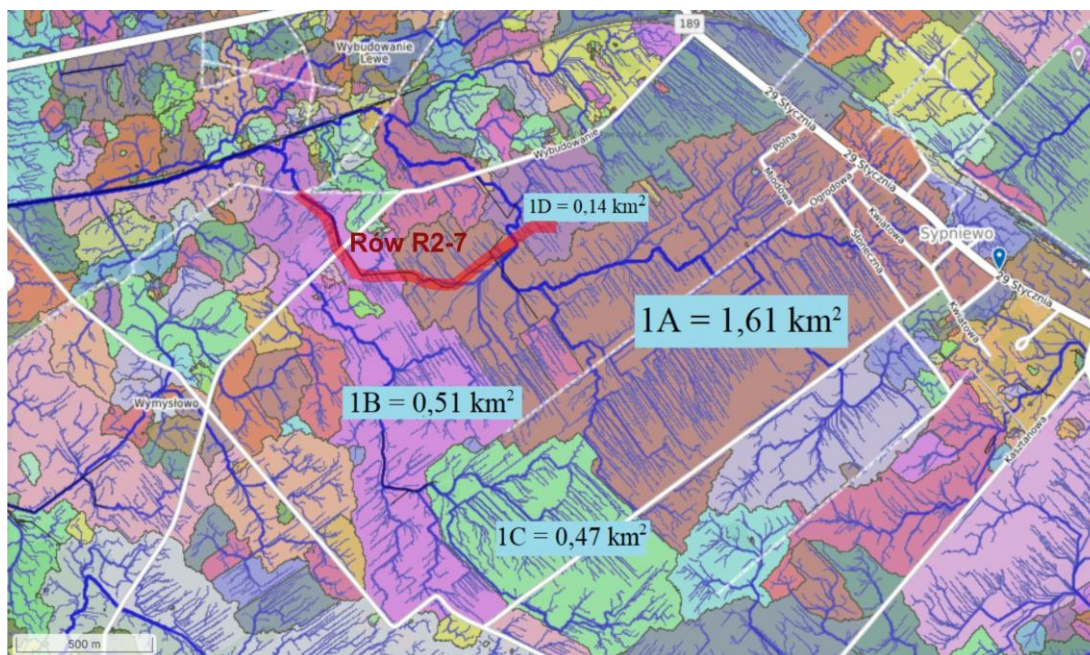 189
Wybudowanie
Lewe
29 Stycznia
Wybudowanie
Polna
Miodowa
Ogrodowa
29 Stycznia
Kwiatowa
1D = 0,14 km²
Słoneczna
Sypniewo
Rów R2-7
29 Stycznia
1A = 1,61 km²
Kwiatowa
1B = 0,51 km²
Wymysłowo
Kasztanowa
1C = 0,47 km²
500 m